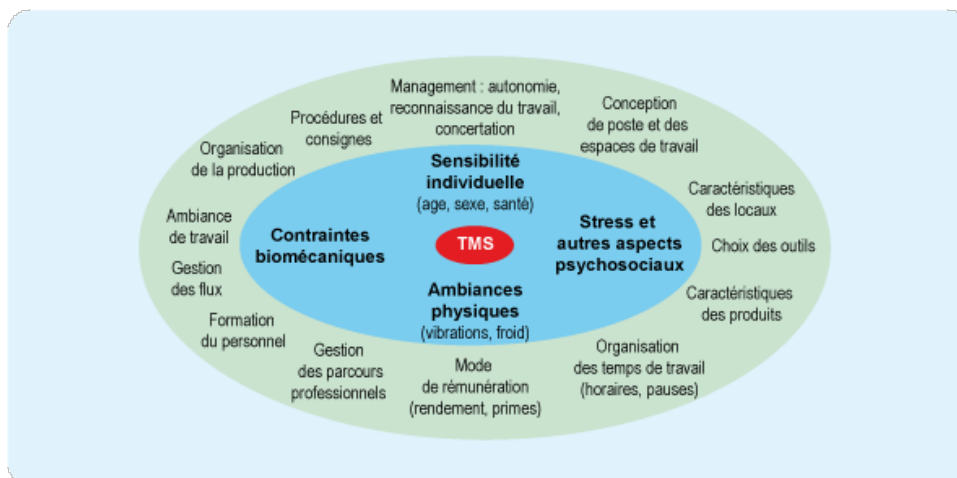 Management : autonomie,
reconnaissance du travail,
concertation
Procédures et
consignes
Conception
de poste et des
espaces de travail
Organisation
de la production
Sensibilité
individuelle
(age, sexe, santé)
Caractéristiques
des locaux
Ambiance
de travail
Contraintes
biomécaniques
TMS
Stress et
autres aspects
psychosociaux
Choix des outils
Gestion
des flux
Ambiances
physiques
(vibrations, froid)
Caractéristiques
des produits
Formation
du personnel
Gestion
des parcours
professionnels
Mode
de rémunération
(rendement, primes)
Organisation
des temps de travail
(horaires, pauses)